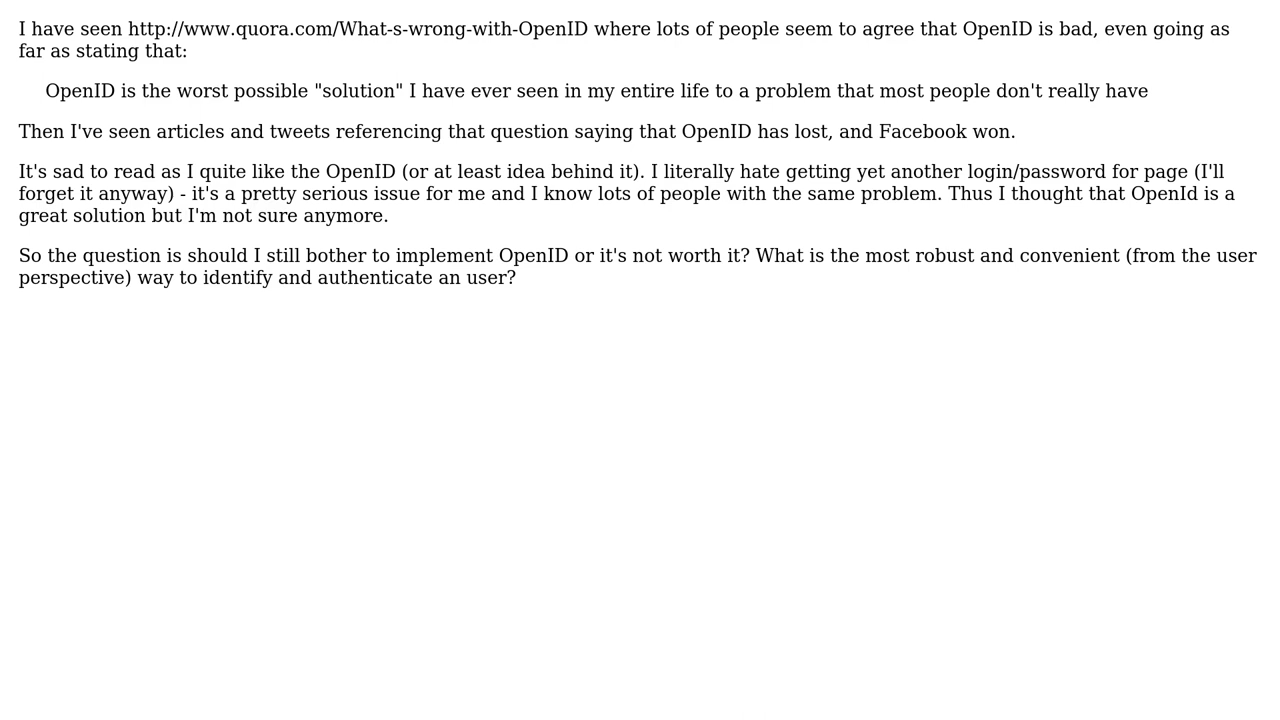 I have seen http://www.quora.com/What-s-wrong-with-OpenID where lots of people seem to agree that OpenID is bad, even going as
far as stating that:
OpenID is the worst possible "solution" I have ever seen in my entire life to a problem that most people don't really have
Then I've seen articles and tweets referencing that question saying that OpenID has lost, and Facebook won.
It's sad to read as I quite like the OpenID (or at least idea behind it). I literally hate getting yet another login/password for page (I'll
forget it anyway) - it's a pretty serious issue for me and I know lots of people with the same problem. Thus I thought that OpenId is a
great solution but I'm not sure anymore.
So the question is should I still bother to implement OpenID or it's not worth it? What is the most robust and convenient (from the user
perspective) way to identify and authenticate an user?